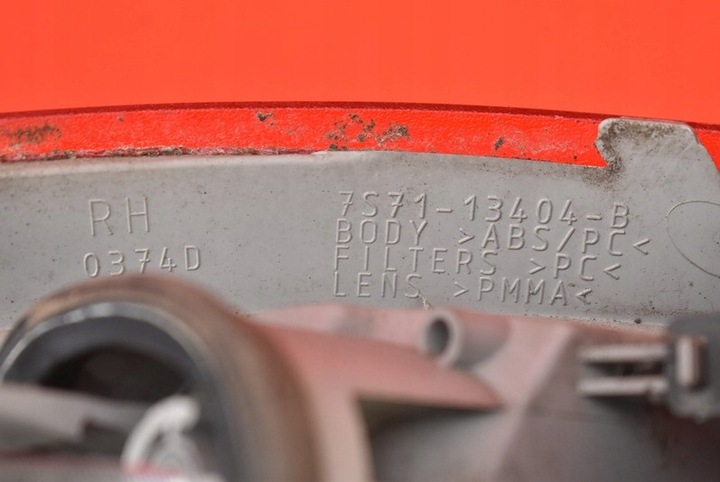 RH
0374D
7S71-13404-B
BODY >ABS/PC<
FILTERS >PC<
LENS >PMMA<